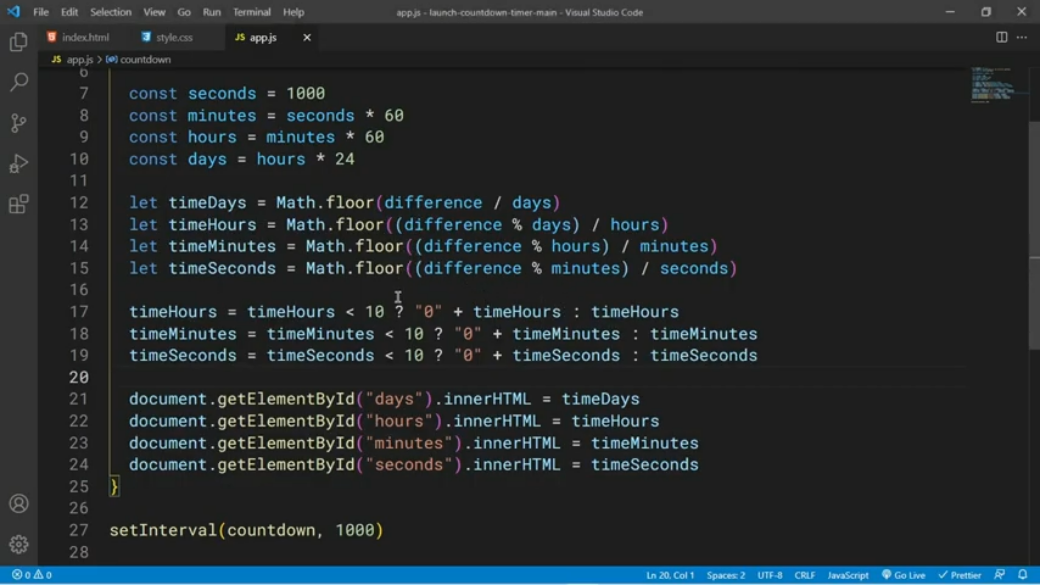 File Edit Selection View Go Run Terminal Help app.js - launch-countdown-timer-main - Visual Studio Code
index.html style.css JS app.js
JS app.js > countdown
6
7 const seconds = 1000
8 const minutes = seconds * 60
9 const hours = minutes * 60
10 const days = hours * 24
11
12 let timeDays = Math.floor(difference / days)
13 let timeHours = Math.floor((difference % days) / hours)
14 let timeMinutes = Math.floor((difference % hours) / minutes)
15 let timeSeconds = Math.floor((difference % minutes) / seconds)
16
17 timeHours = timeHours < 10 ? "0" + timeHours : timeHours
18 timeMinutes = timeMinutes < 10 ? "0" + timeMinutes : timeMinutes
19 timeSeconds = timeSeconds < 10 ? "0" + timeSeconds : timeSeconds
20
21 document.getElementById("days").innerHTML = timeDays
22 document.getElementById("hours").innerHTML = timeHours
23 document.getElementById("minutes").innerHTML = timeMinutes
24 document.getElementById("seconds").innerHTML = timeSeconds
25 }
26
27 setInterval(countdown, 1000)
28
0 0 Ln 20, Col 1 Spaces: 2 UTF-8 CRLF JavaScript Go Live Prettier